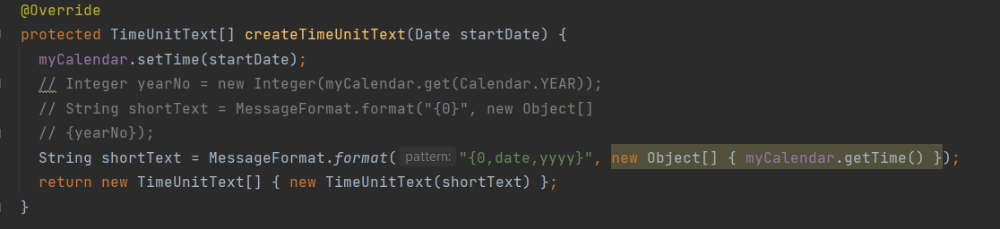 @Override
protected TimeUnitText[] createTimeUnitText(Date startDate) {
myCalendar.setTime(startDate);
// Integer yearNo = new Integer(myCalendar.get(Calendar.YEAR));
// String shortText = MessageFormat.format("{0}", new Object[]
// {yearNo});
String shortText = MessageFormat.format( pattern: "{0,date,yyyy}", new Object[] { myCalendar.getTime() });
return new TimeUnitText[] { new TimeUnitText(shortText) };
}